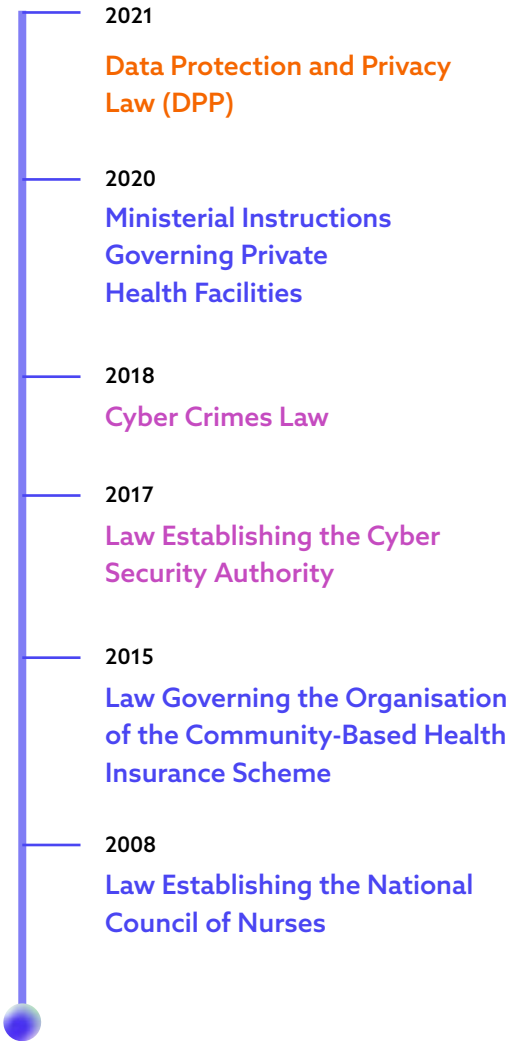 2021
Data Protection and Privacy
Law (DPP)
2020
Ministerial Instructions
Governing Private
Health Facilities
2018
Cyber Crimes Law
2017
Law Establishing the Cyber
Security Authority
2015
Law Governing the Organisation
of the Community-Based Health
Insurance Scheme
2008
Law Establishing the National
Council of Nurses